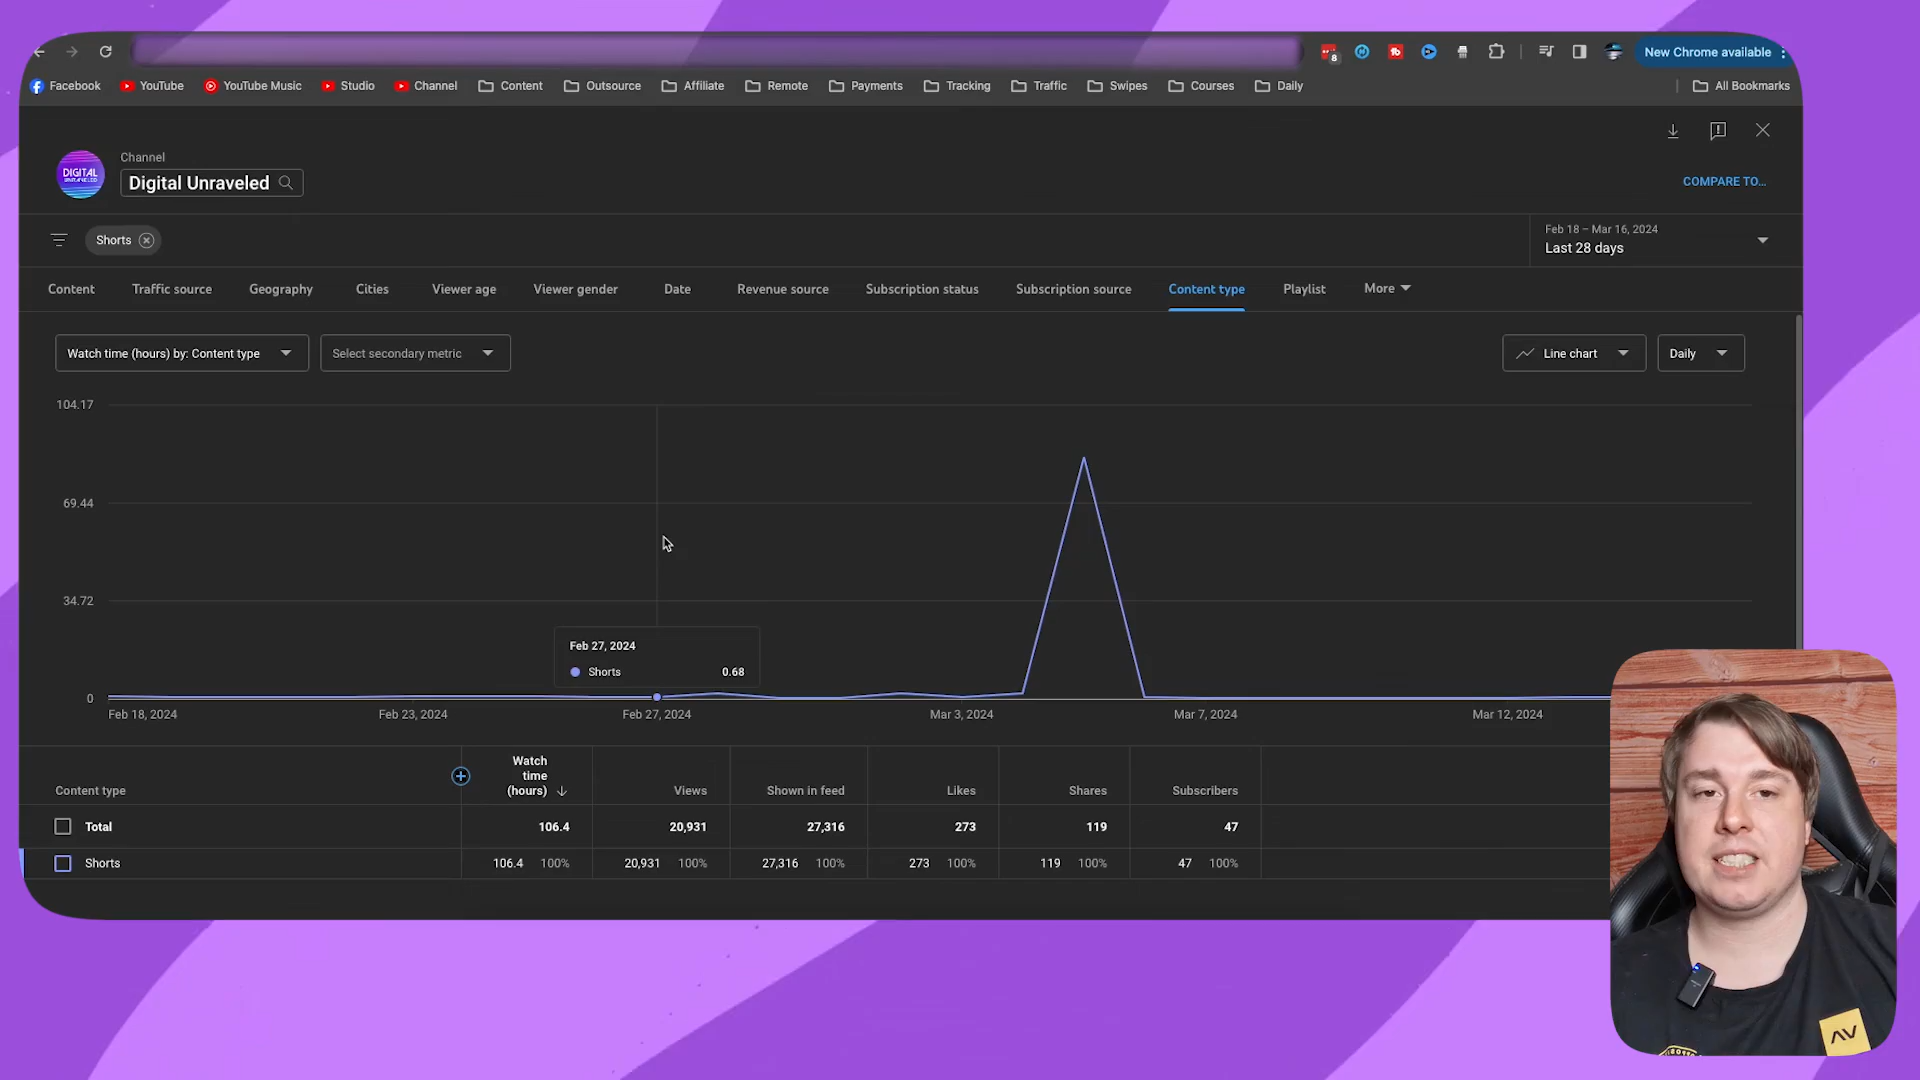 8
New Chrome available
Facebook YouTube YouTube Music Studio Channel Content Outsource Affiliate Remote Payments Tracking Traffic Swipes Courses Daily All Bookmarks
DIGITAL
UNRAVELED
Channel
Digital Unraveled
COMPARE TO...
Shorts
Feb 18 – Mar 16, 2024
Last 28 days
Content Traffic source Geography Cities Viewer age Viewer gender Date Revenue source Subscription status Subscription source Content type Playlist More
Watch time (hours) by: Content type Select secondary metric Line chart Daily
104.17
69.44
34.72
0
Feb 27, 2024
Shorts 0.68
Feb 18, 2024 Feb 23, 2024 Feb 27, 2024 Mar 3, 2024 Mar 7, 2024 Mar 12, 2024
Content type Watch time (hours) Views Shown in feed Likes Shares Subscribers
Total 106.4 20,931 27,316 273 119 47
Shorts 106.4 100% 20,931 100% 27,316 100% 273 100% 119 100% 47 100%
AV